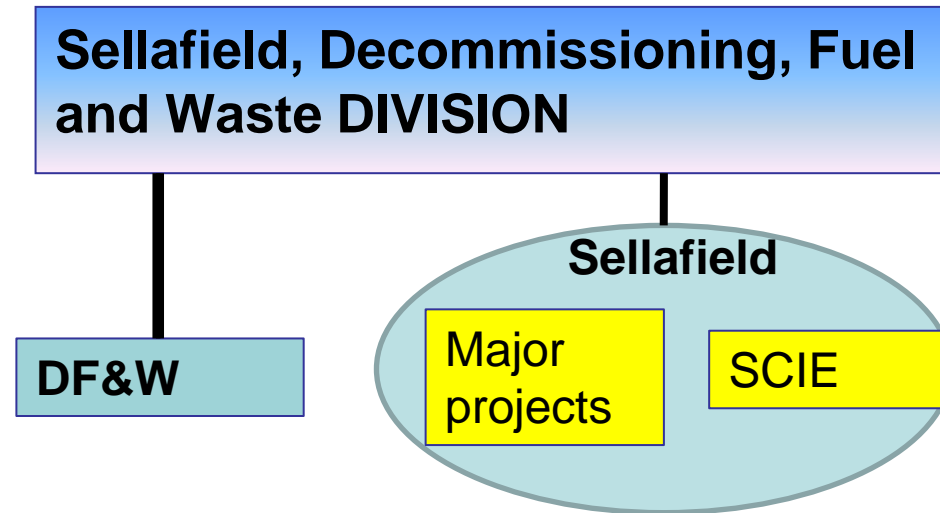 Sellafield, Decommissioning, Fuel
and Waste DIVISION
Sellafield
DF&W
Major
projects
SCIE